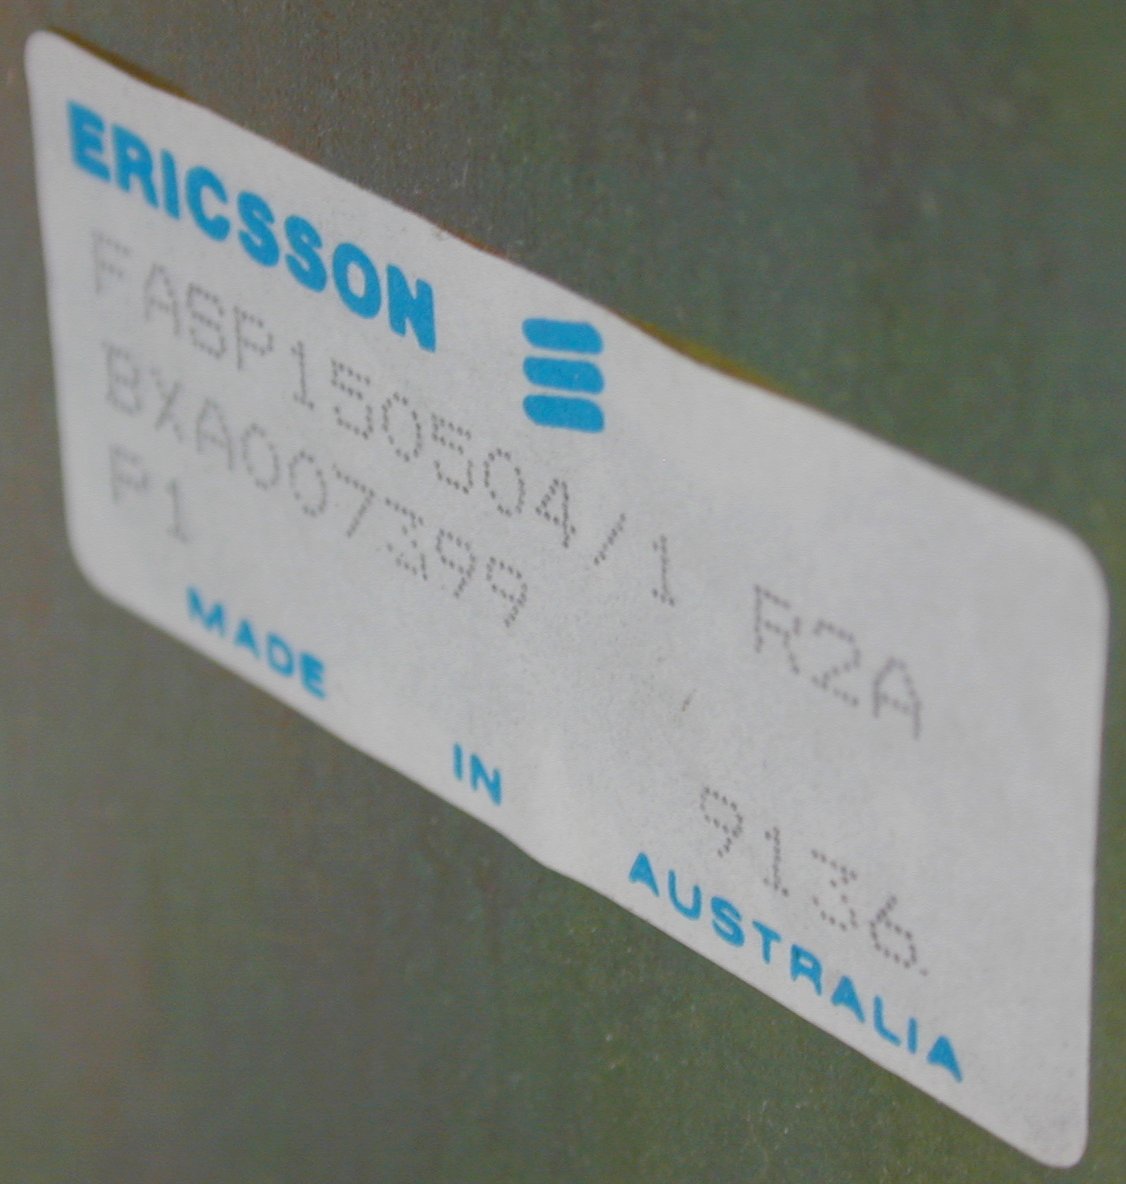 ERICSSON
FASP150504/1 R2A
BXA007399
P1 9136
MADE IN AUSTRALIA